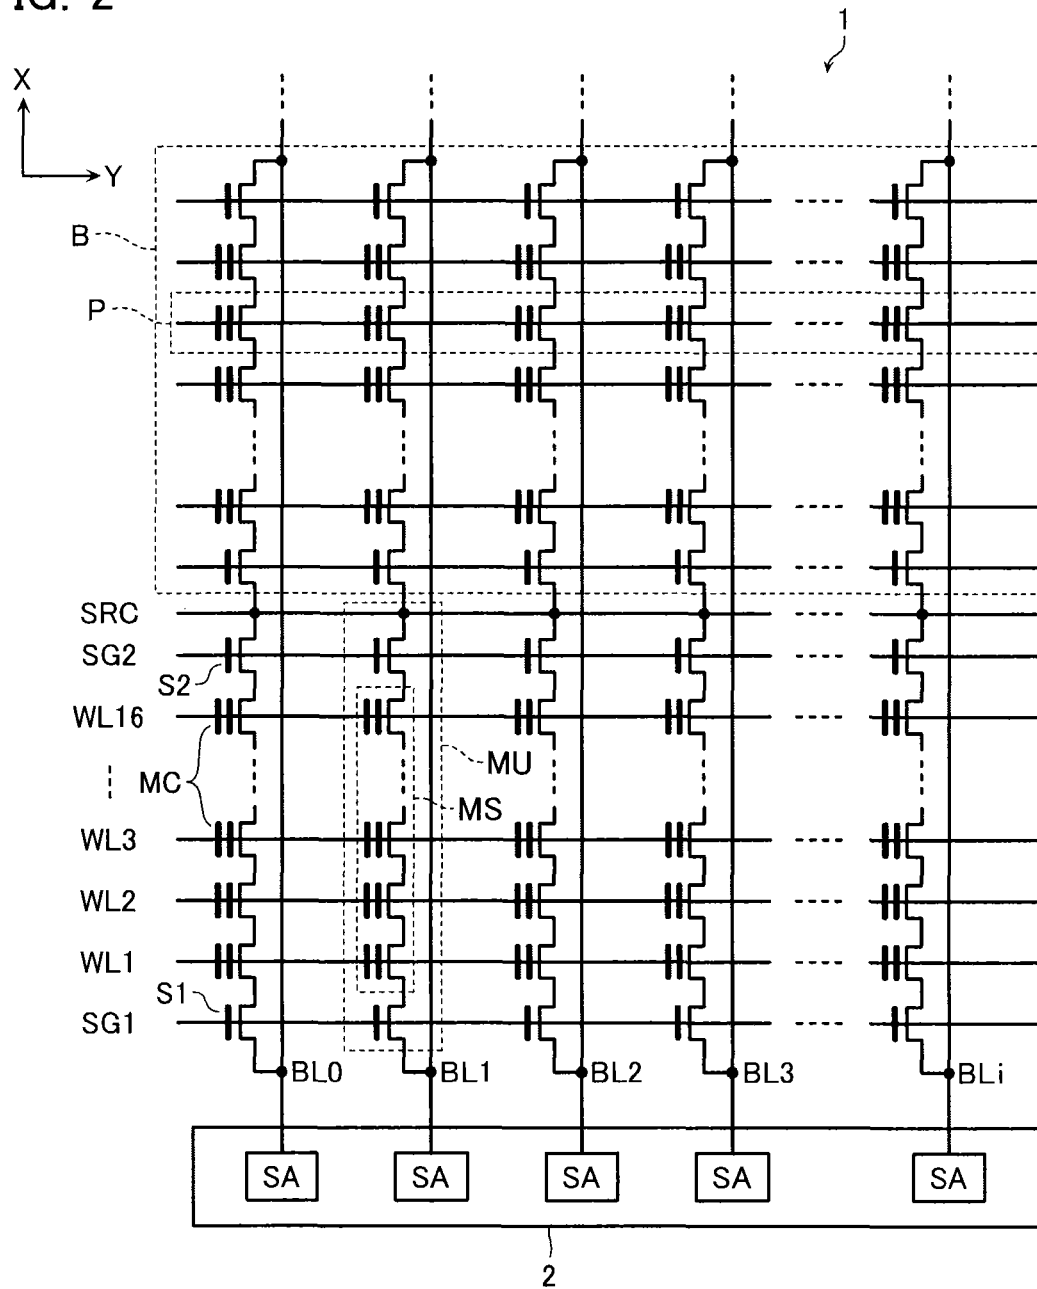 IG. 2
1
X
Y
B
P
SRC
SG2
S2
WL16
MC
MU
MS
WL3
WL2
WL1
S1
SG1
BL0 BL1 BL2 BL3 BLi
SA SA SA SA SA
2